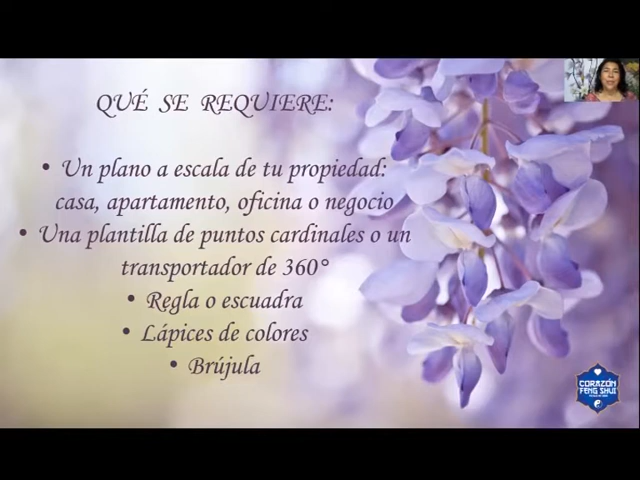 QUÉ SE REQUIERE:
• Un plano a escala de tu propiedad:
casa, apartamento, oficina o negocio
• Una plantilla de puntos cardinales o un
transportador de 360°
• Regla o escuadra
• Lápices de colores
• Brújula
CORAZÓN
FENG SHUI